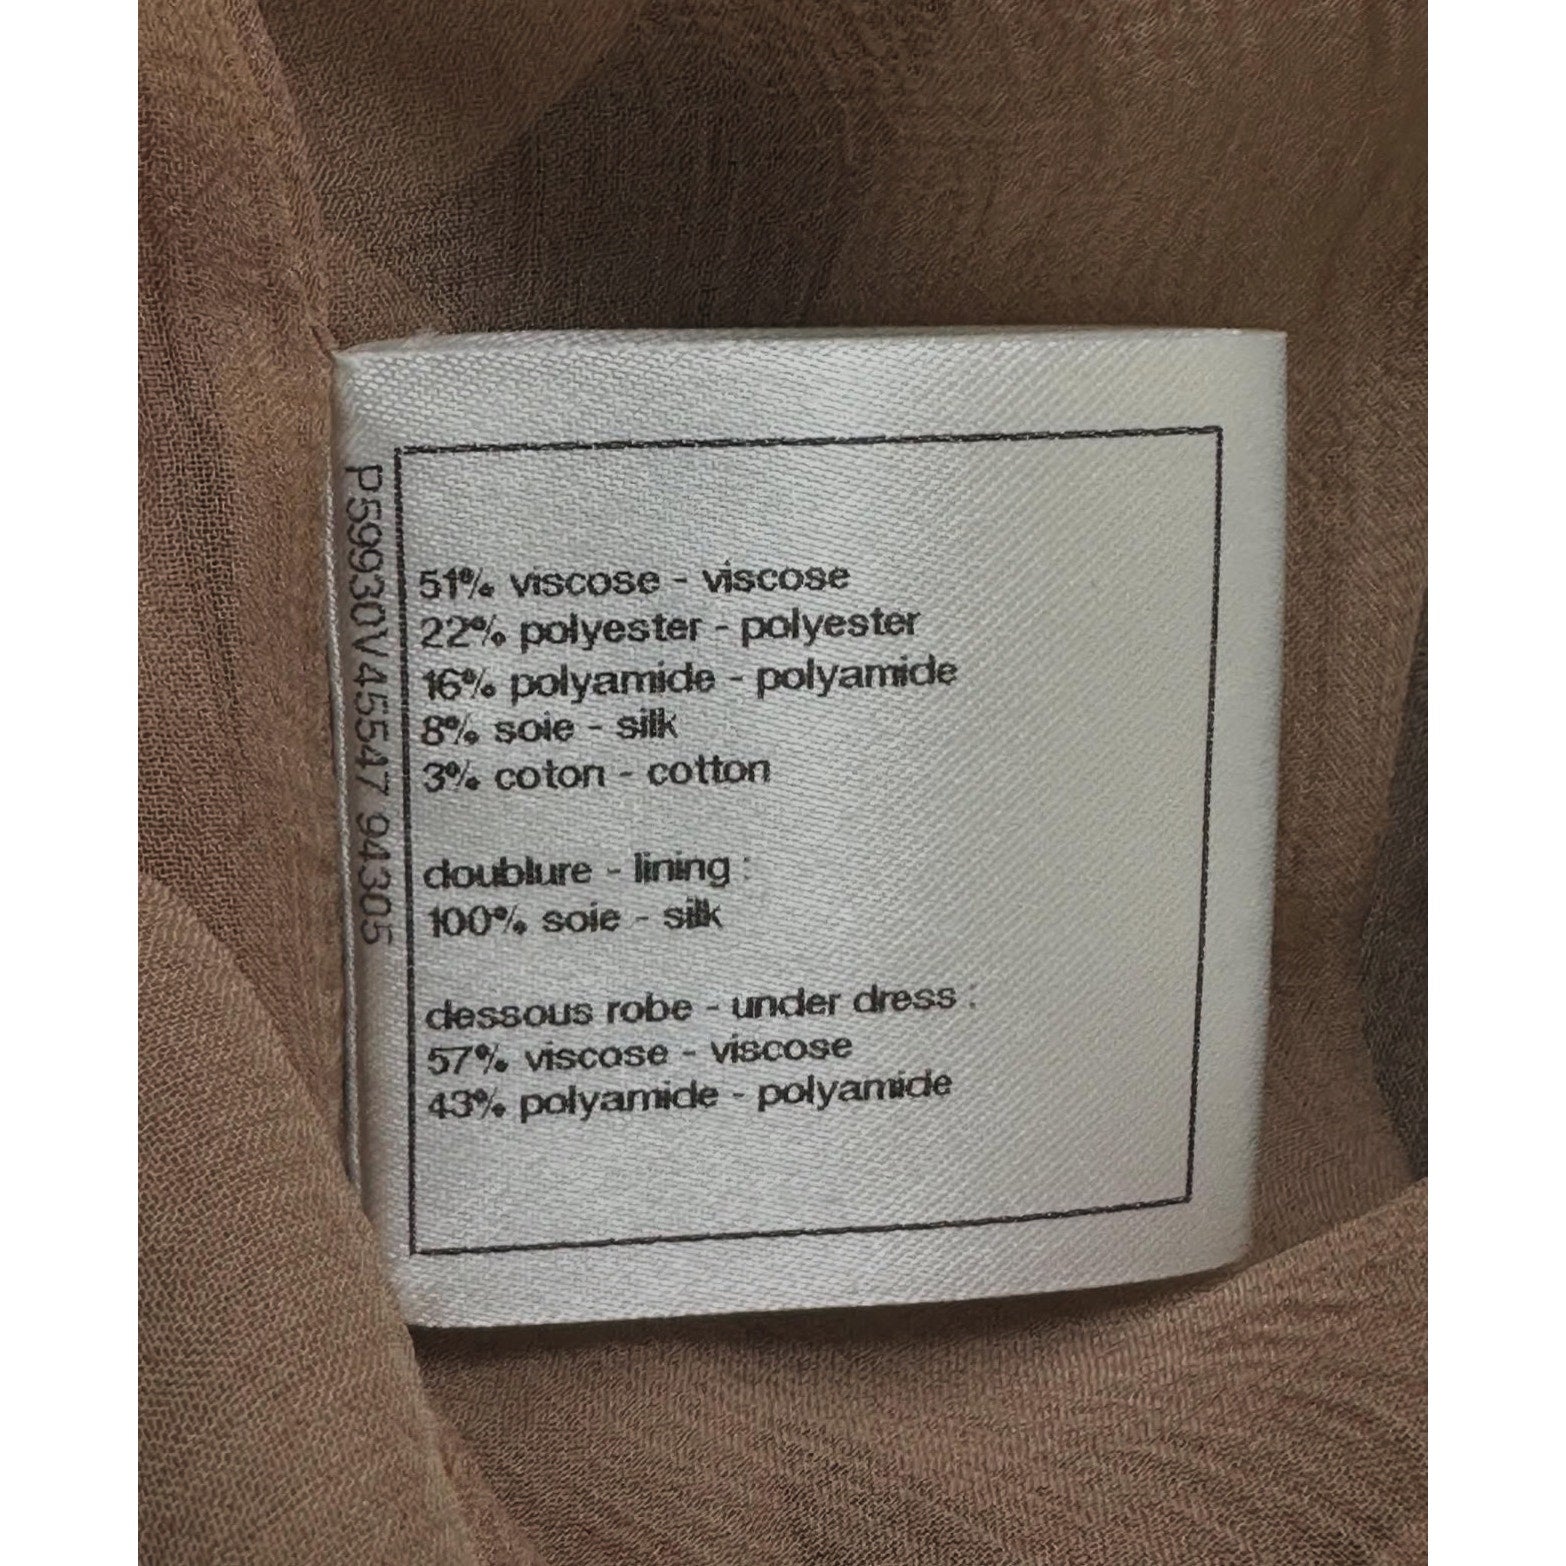 P59930V45547 94305
51% viscose - viscose
22% polyester - polyester
16% polyamide - polyamide
8% soie - silk
3% coton - cotton
doublure - lining :
100% soie - silk
dessous robe - under dress :
57% viscose - viscose
43% polyamide - polyamide